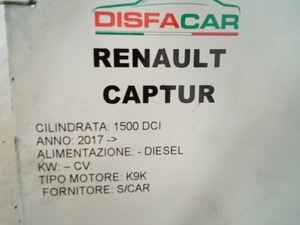 DISFACAR
RENAULT
CAPTUR
CILINDRATA: 1500 DCI
ANNO: 2017 ->
ALIMENTAZIONE: - DIESEL
KW: – CV:
TIPO MOTORE: K9K
FORNITORE: S/CAR